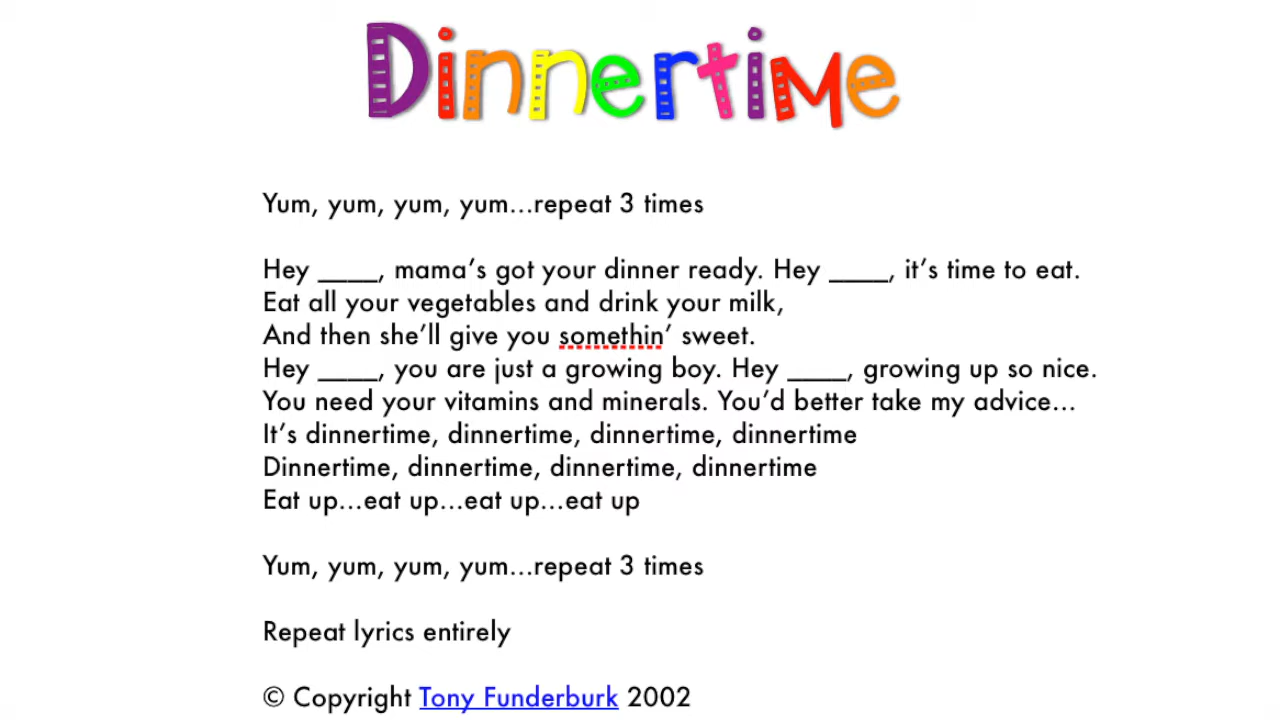 Dinnertime
Yum, yum, yum, yum...repeat 3 times
Hey ____, mama's got your dinner ready. Hey ____, it's time to eat.
Eat all your vegetables and drink your milk,
And then she'll give you somethin' sweet.
Hey ____, you are just a growing boy. Hey ____, growing up so nice.
You need your vitamins and minerals. You'd better take my advice...
It's dinnertime, dinnertime, dinnertime, dinnertime
Dinnertime, dinnertime, dinnertime, dinnertime
Eat up...eat up...eat up...eat up
Yum, yum, yum, yum...repeat 3 times
Repeat lyrics entirely
© Copyright Tony Funderburk 2002